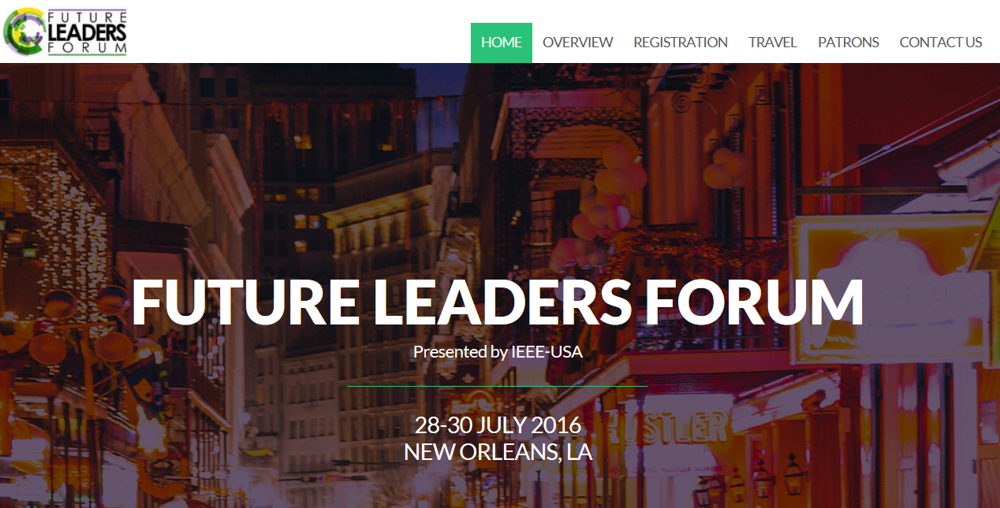 FUTURE
LEADERS
FORUM
HOME
OVERVIEW
REGISTRATION
TRAVEL
PATRONS
CONTACT US
FUTURE LEADERS FORUM
Presented by IEEE-USA
28-30 JULY 2016
NEW ORLEANS, LA
HUSTLER